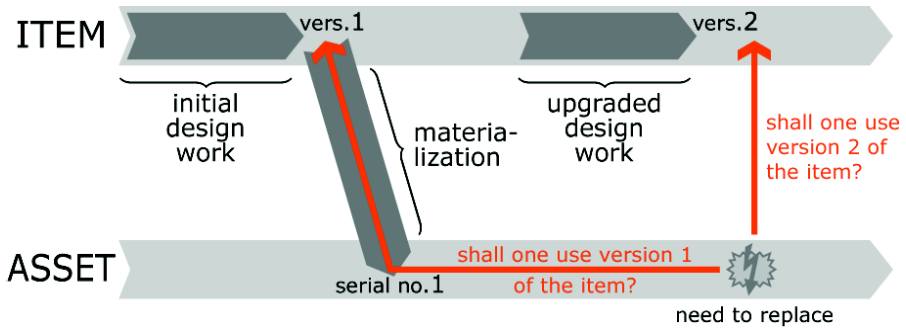 ITEM
vers.1
vers.2
initial
design
work
materia-
lization
upgraded
design
work
shall one use
version 2 of
the item?
ASSET
shall one use version 1
of the item?
serial no.1
need to replace